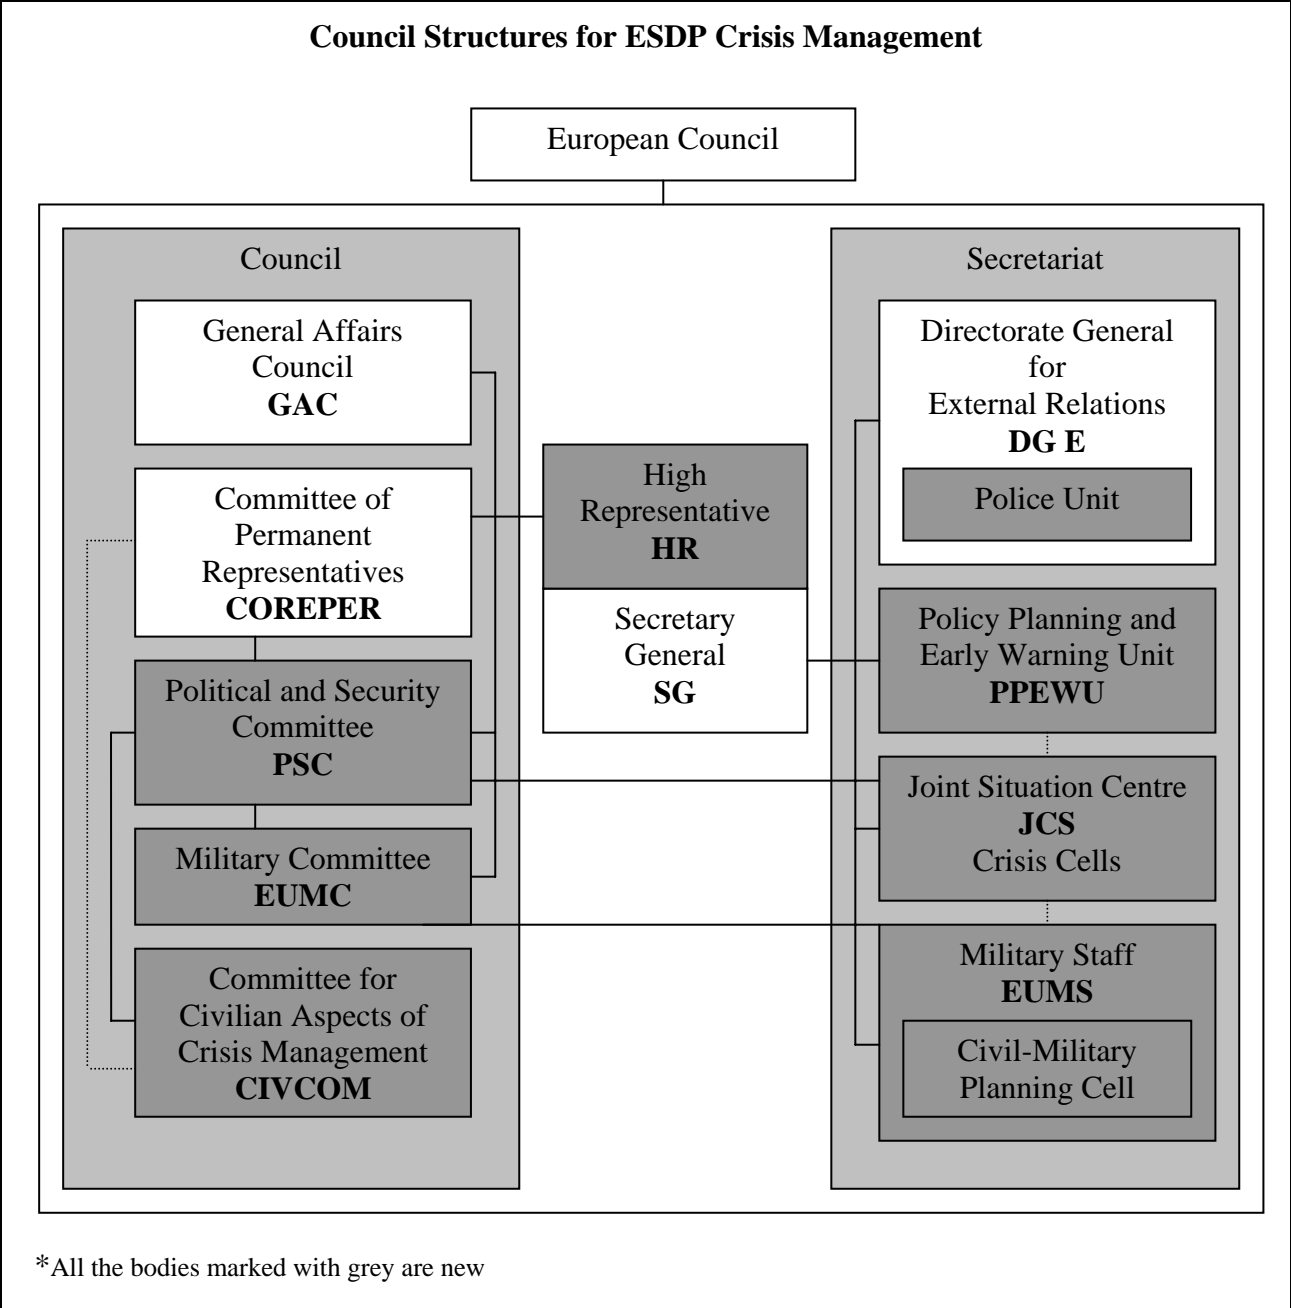 Council Structures for ESDP Crisis Management
European Council
Council
General Affairs
Council
GAC
Committee of
Permanent
Representatives
COREPER
Political and Security
Committee
PSC
Military Committee
EUMC
Committee for
Civilian Aspects of
Crisis Management
CIVCOM
High
Representative
HR
Secretary
General
SG
Secretariat
Directorate General
for
External Relations
DG E
Police Unit
Policy Planning and
Early Warning Unit
PPEWU
Joint Situation Centre
JCS
Crisis Cells
Military Staff
EUMS
Civil-Military
Planning Cell
*All the bodies marked with grey are new